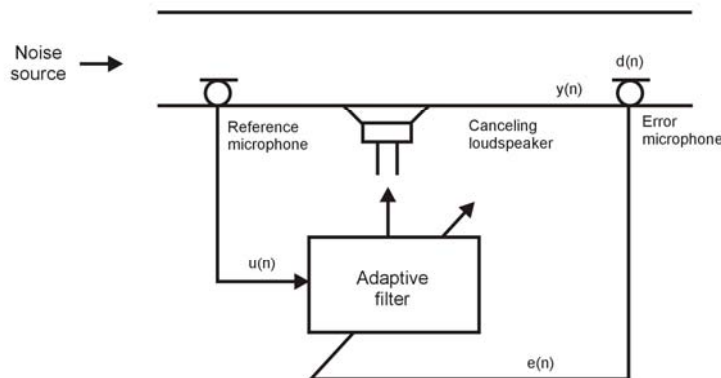 Noise
source
d(n)
y(n)
Reference
microphone
Canceling
loudspeaker
Error
microphone
u(n)
Adaptive
filter
e(n)